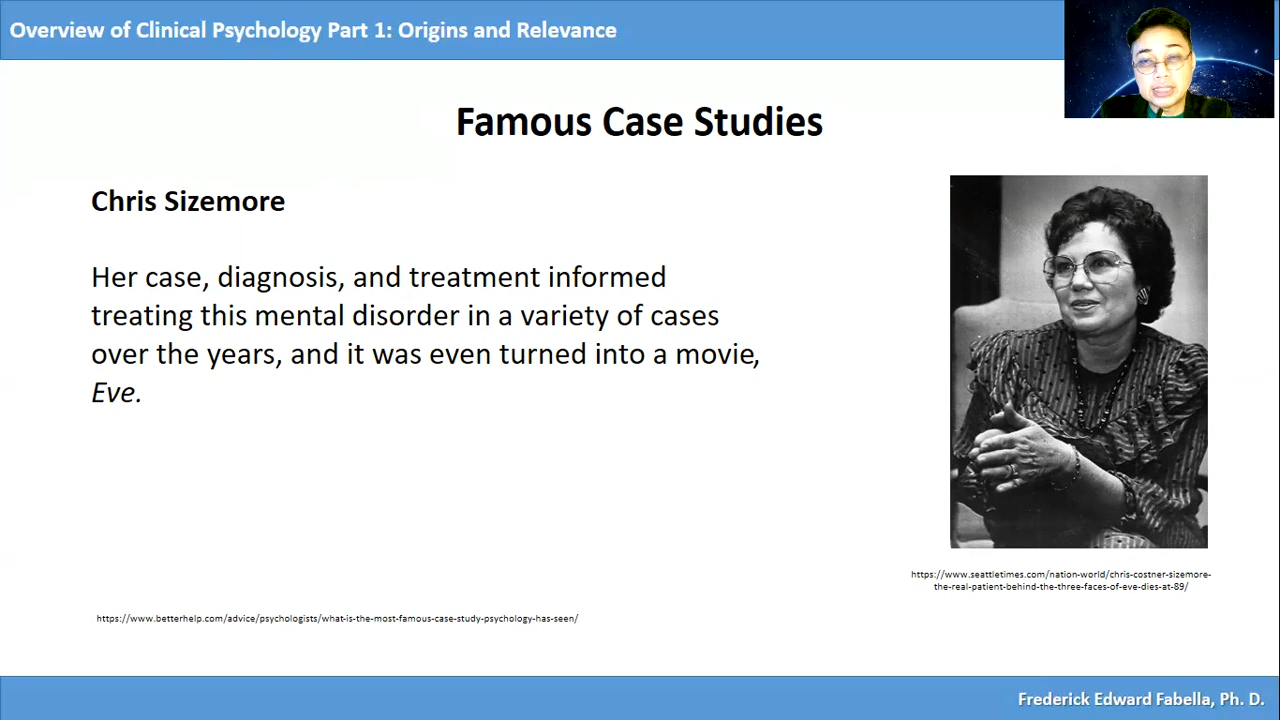 Overview of Clinical Psychology Part 1: Origins and Relevance
Famous Case Studies
Chris Sizemore
Her case, diagnosis, and treatment informed
treating this mental disorder in a variety of cases
over the years, and it was even turned into a movie,
Eve.
https://www.seattletimes.com/nation-world/chris-costner-sizemore-
the-real-patient-behind-the-three-faces-of-eve-dies-at-89/
https://www.betterhelp.com/advice/psychologists/what-is-the-most-famous-case-study-psychology-has-seen/
Frederick Edward Fabella, Ph. D.